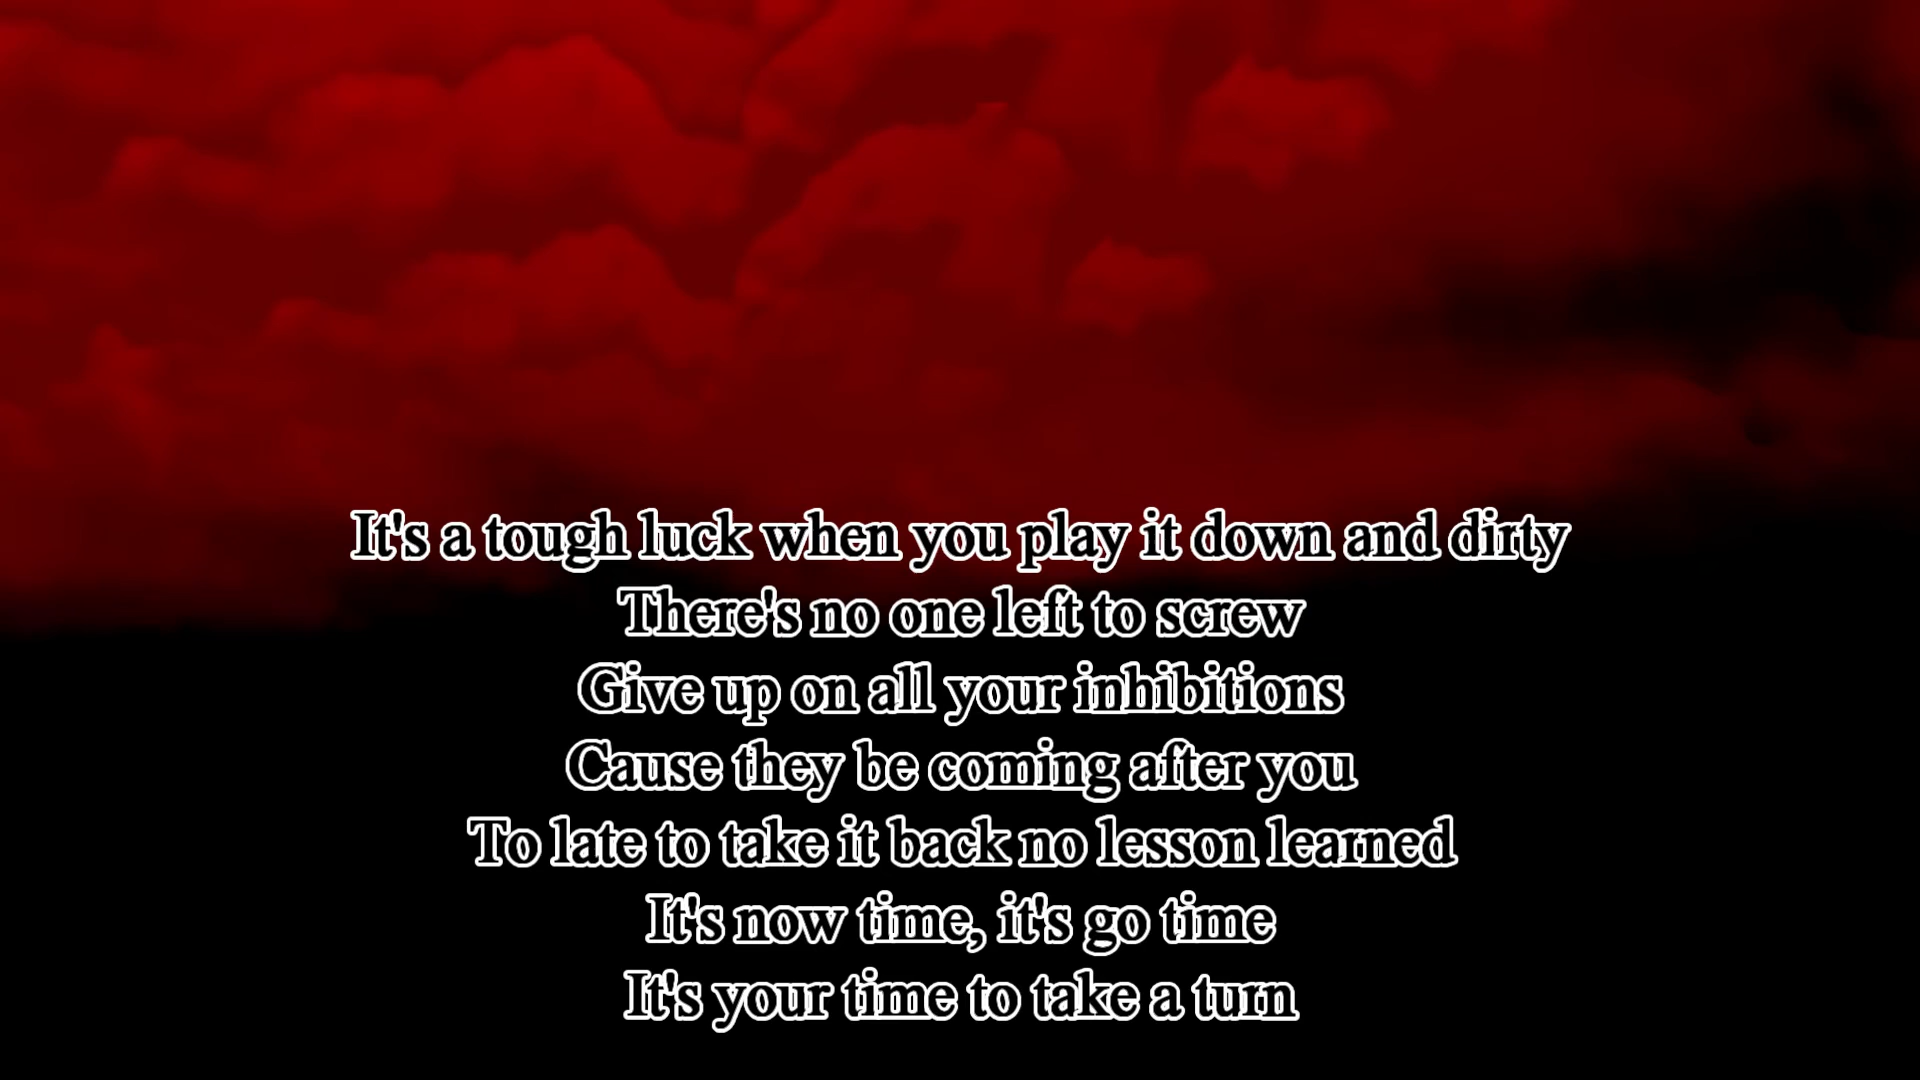 It's a tough luck when you play it down and dirty
There's no one left to screw
Give up on all your inhibitions
Cause they be coming after you
To late to take it back no lesson learned
It's now time, it's go time
It's your time to take a turn